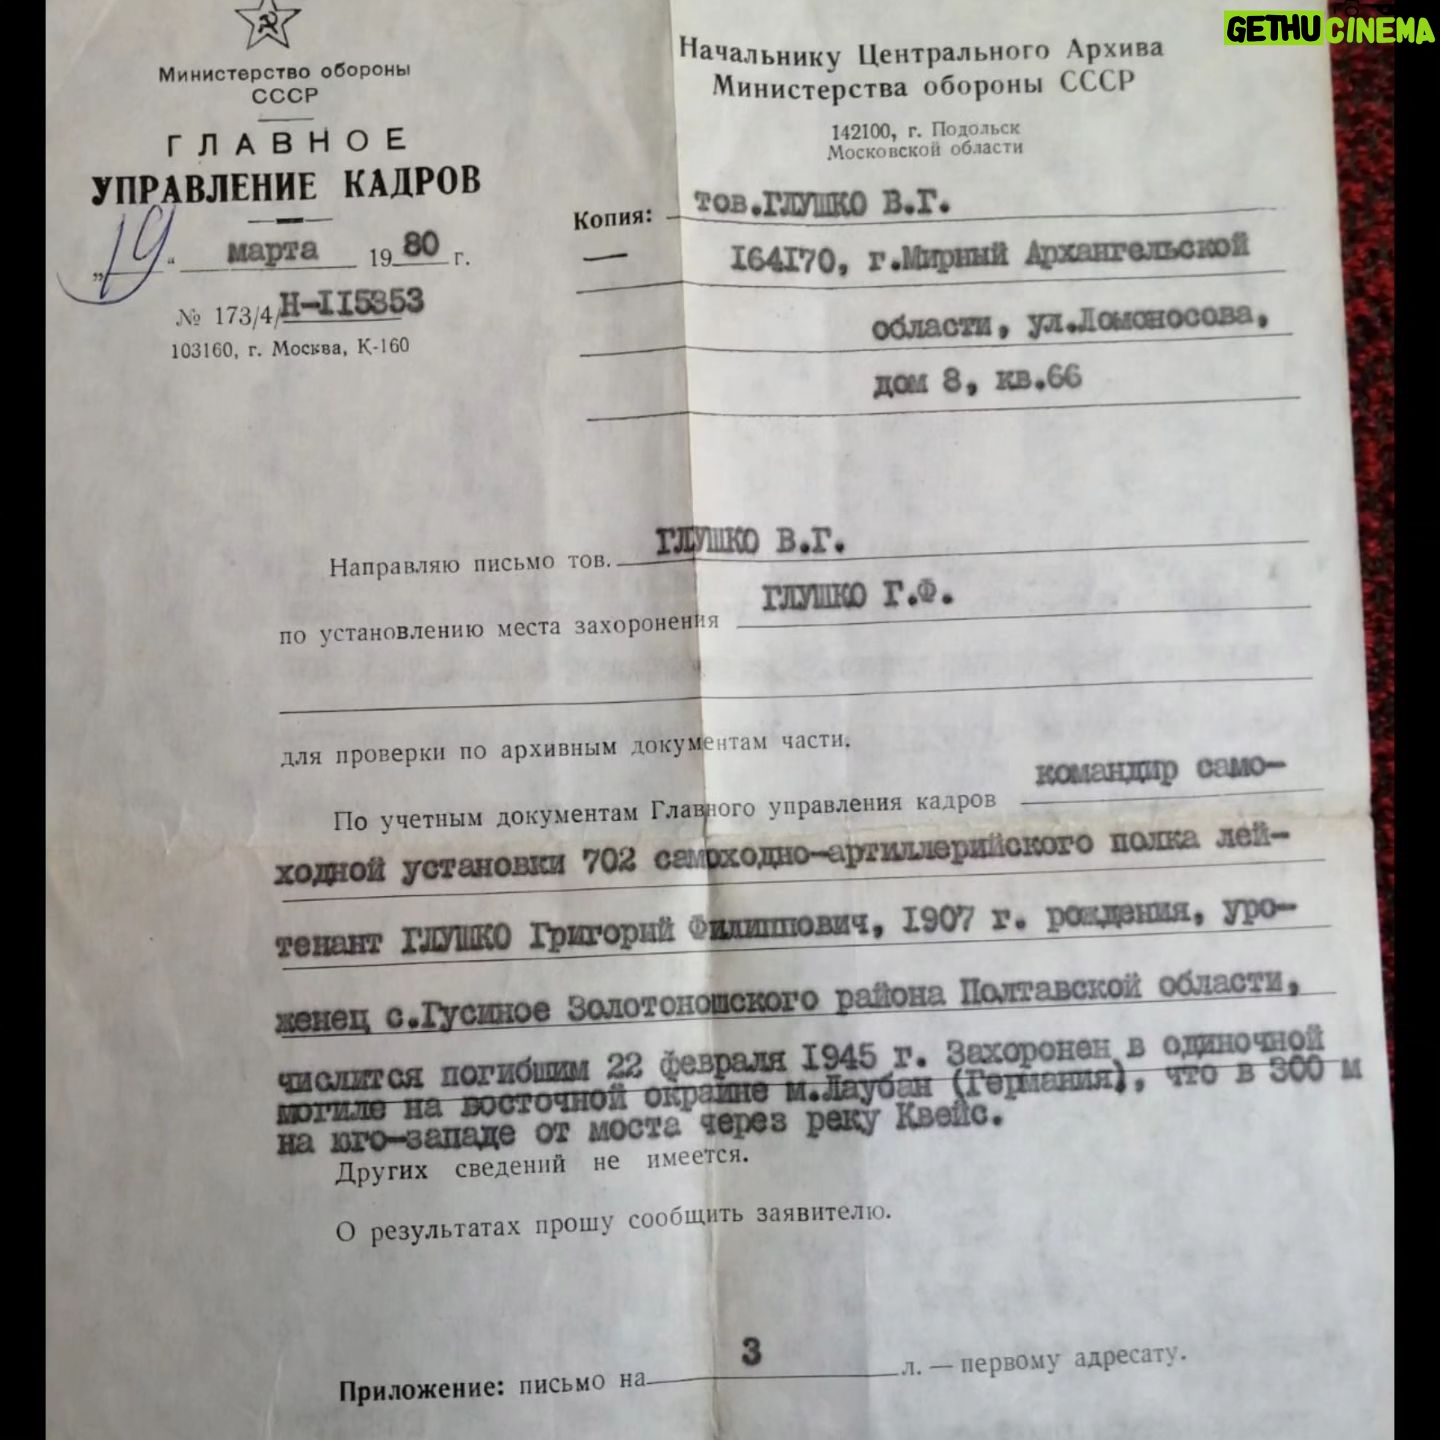 GETHU CINEMA
Министерство обороны
СССР
ГЛАВНОЕ
УПРАВЛЕНИЕ КАДРОВ
„19“ марта 1980 г.
№ 173/4/Н-115853
103160, г. Москва, К-160
Начальнику Центрального Архива
Министерства обороны СССР
142100, г. Подольск
Московской области
Копия: тов.ГЛУШКО В.Г.
164170, г.Мирный Архангельской
области, ул.Ломоносова,
дом 8, кв.66
Направляю письмо тов. ГЛУШКО В.Г.
по установлению места захоронения ГЛУШКО Г.Ф.
для проверки по архивным документам части.
По учетным документам Главного управления кадров командир само-
ходной установки 702 самоходно-артиллерийского полка лей-
тенант ГЛУШКО Григорий Филиппович, 1907 г. рождения, уро-
женец с.Гусиное Золотоношского района Полтавской области,
числится погибшим 22 февраля 1945 г. Захоронен в одиночной
могиле на восточной окраине м.Лаубан (Германия), что в 300 м
на юго-западе от моста через реку Квейс.
Других сведений не имеется.
О результатах прошу сообщить заявителю.
Приложение: письмо на 3 л. — первому адресату.